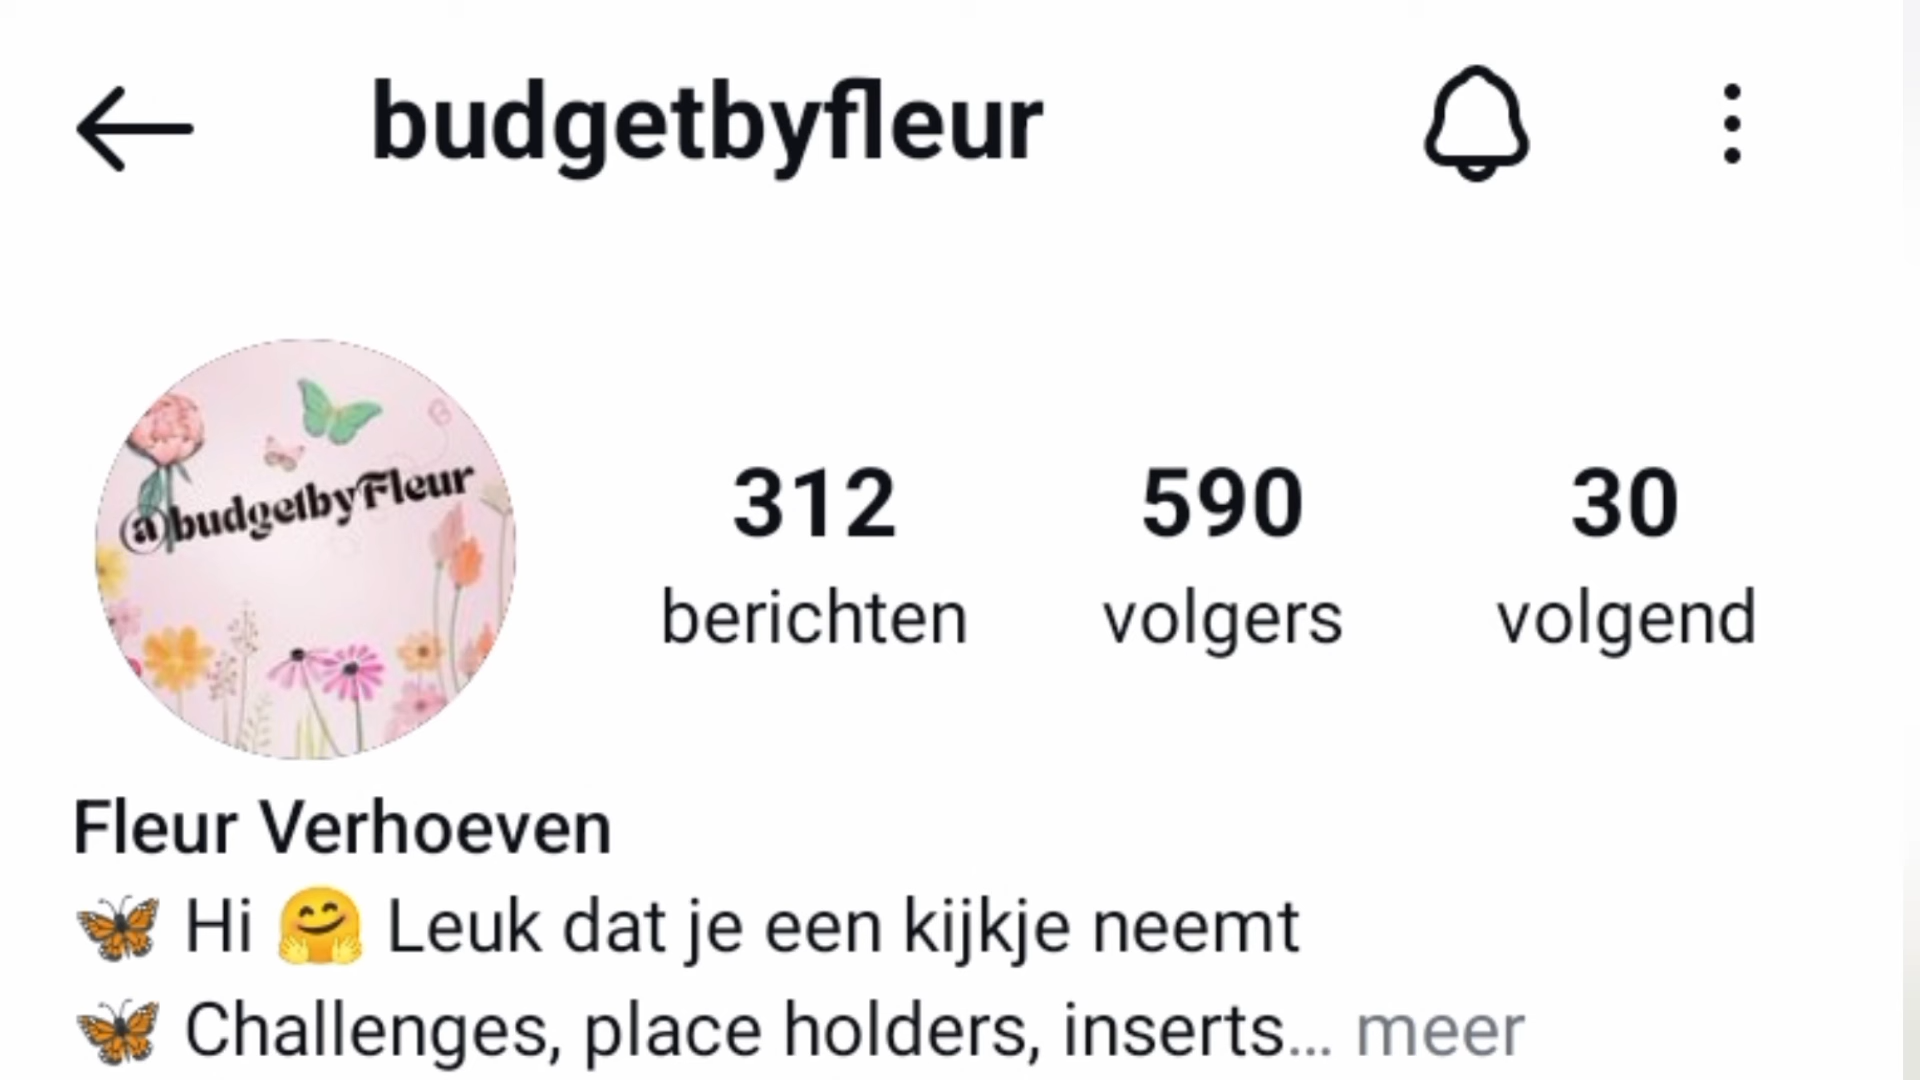 budgetbyfleur
@budgetbyFleur
312 590 30
berichten volgers volgend
Fleur Verhoeven
🦋 Hi 🤗 Leuk dat je een kijkje neemt
🦋 Challenges, place holders, inserts... meer